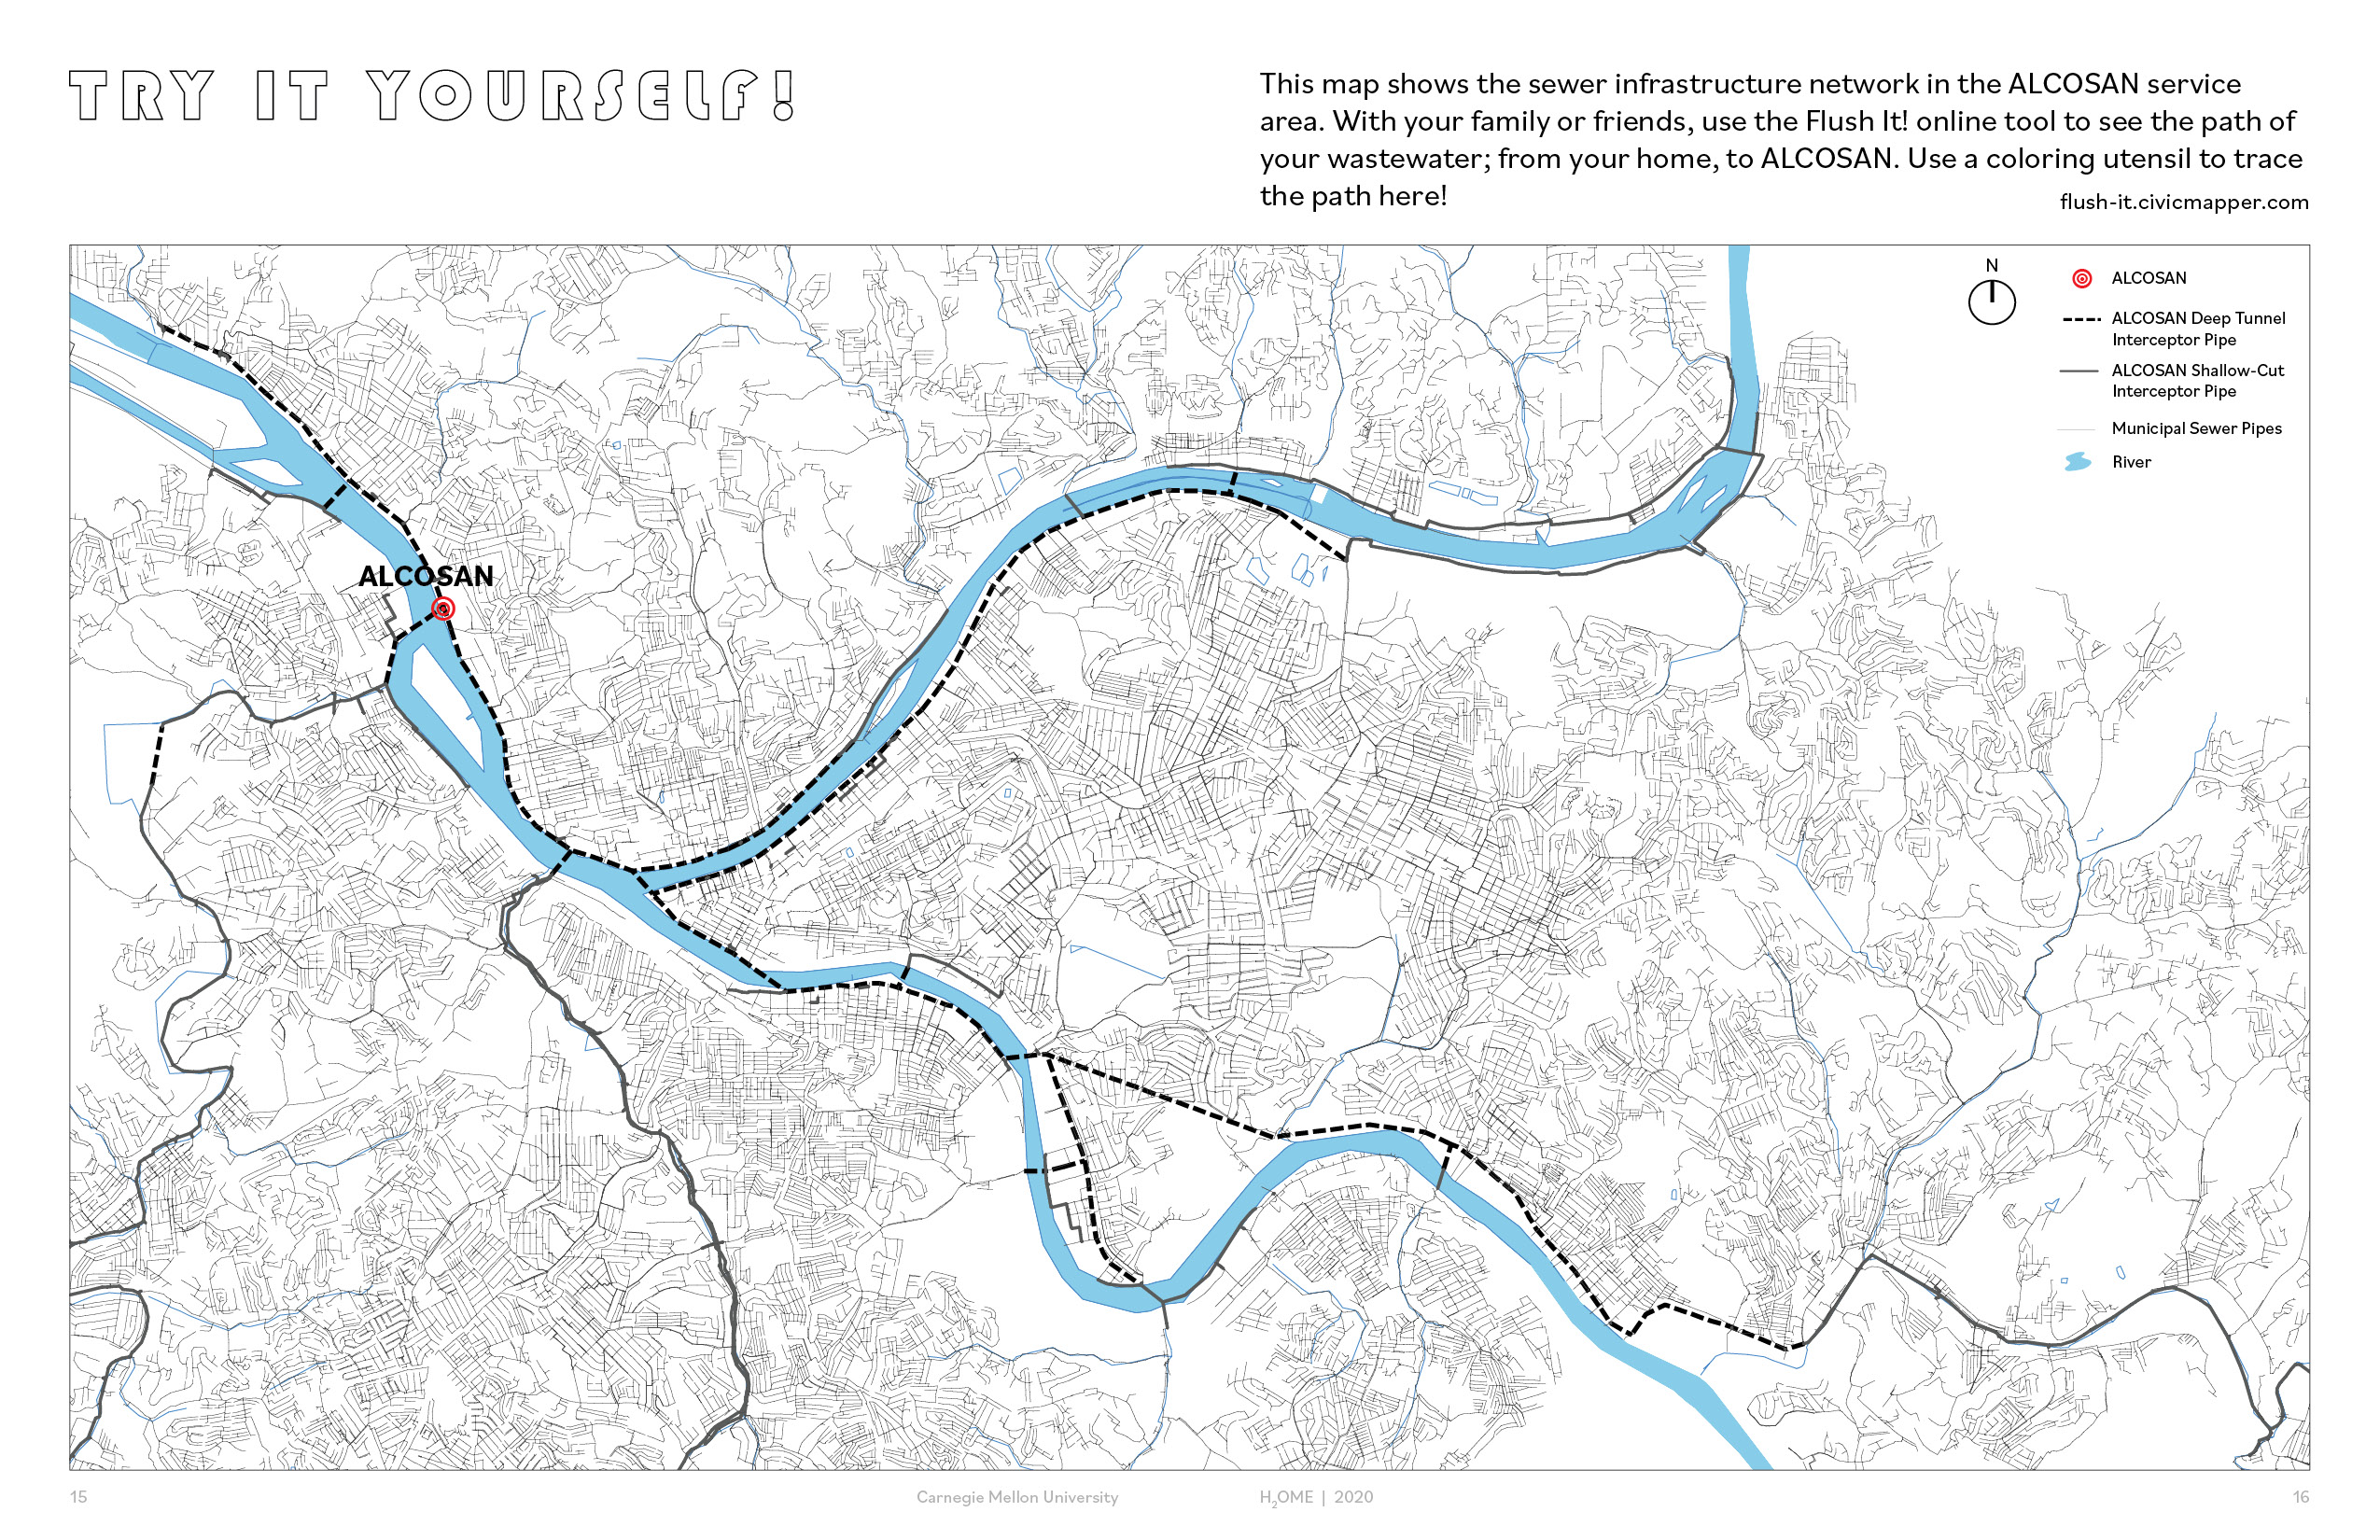 TRY IT YOURSELF!
This map shows the sewer infrastructure network in the ALCOSAN service
area. With your family or friends, use the Flush It! online tool to see the path of
your wastewater; from your home, to ALCOSAN. Use a coloring utensil to trace
the path here!
flush-it.civicmapper.com
N
ALCOSAN
ALCOSAN Deep Tunnel
Interceptor Pipe
ALCOSAN Shallow-Cut
Interceptor Pipe
Municipal Sewer Pipes
River
ALCOSAN
15
Carnegie Mellon University
H₂OME | 2020
16